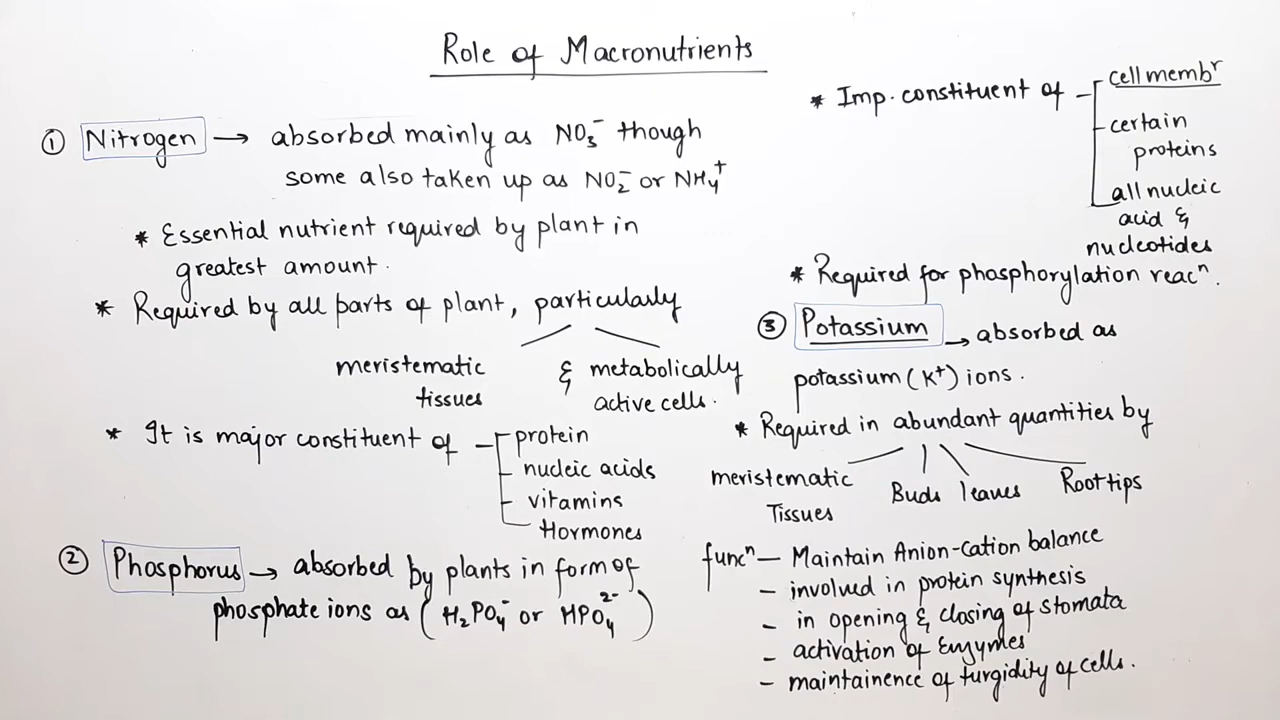 Role of Macronutrients
① Nitrogen → absorbed mainly as NO₃⁻ though
some also taken up as NO₂⁻ or NH₄⁺
* Essential nutrient required by plant in
greatest amount.
* Required by all parts of plant, particularly
meristematic & metabolically
tissues active cells.
* It is major constituent of protein
nucleic acids
vitamins
Hormones
② Phosphorus → absorbed by plants in form of
phosphate ions as (H₂PO₄⁻ or HPO₄²⁻)
* Imp. constituent of cell membʳ
certain
proteins
all nucleic
acid &
nucleotides
* Required for phosphorylation reacⁿ.
③ Potassium → absorbed as
potassium (K⁺) ions.
* Required in abundant quantities by
meristematic Buds leaves Root tips
Tissues
funcⁿ — Maintain Anion-Cation balance
– involved in protein synthesis
– in opening & closing of stomata
– activation of Enzymes
– maintainence of turgidity of cells.